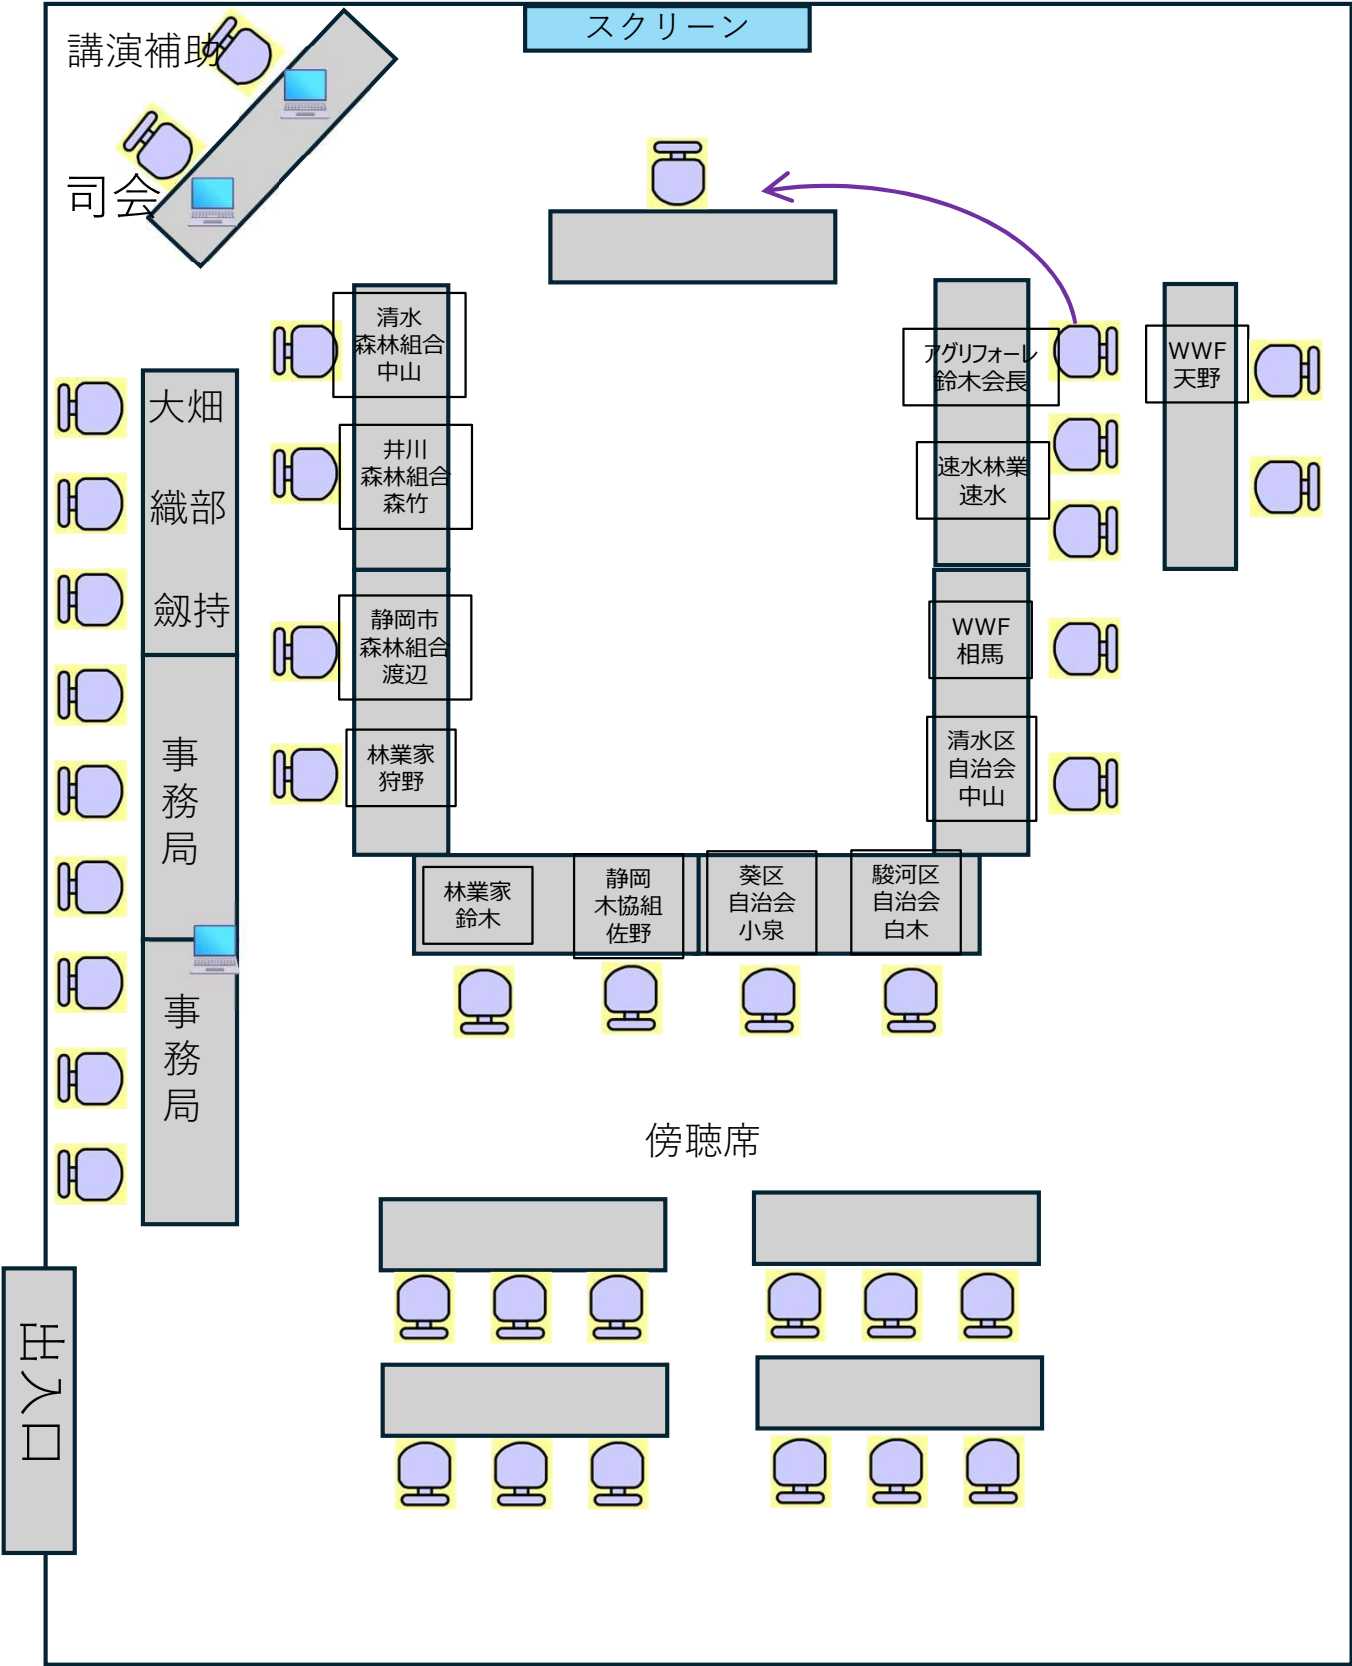 スクリーン
講演補助
司会
清水
森林組合
中山
アグリフォーレ
鈴木会長
WWF
天野
大畑
井川
森林組合
森竹
速水林業
速水
織部
劔持
静岡市
森林組合
渡辺
WWF
相馬
林業家
狩野
清水区
自治会
中山
事務局
林業家
鈴木
静岡
木協組
佐野
葵区
自治会
小泉
駿河区
自治会
白木
事務局
傍聴席
出入口